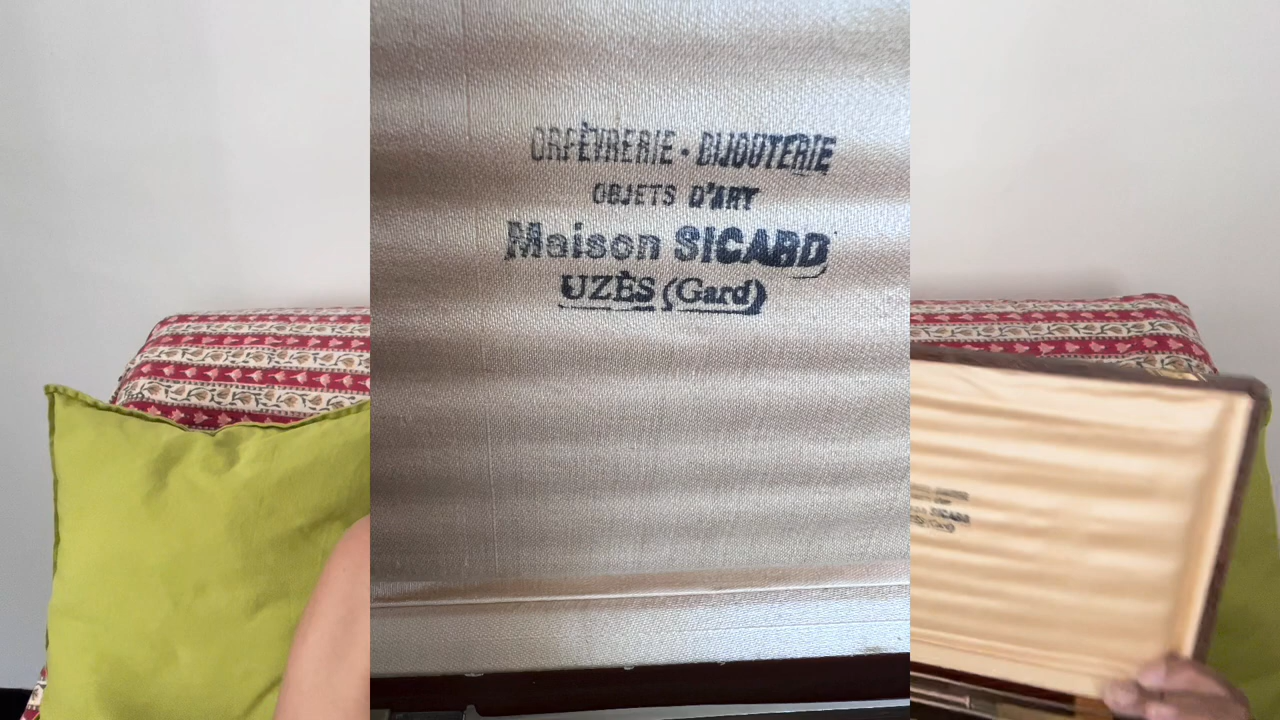 ORFÈVRERIE · BIJOUTERIE
OBJETS D'ART
Maison SICARD
UZÈS (Gard)